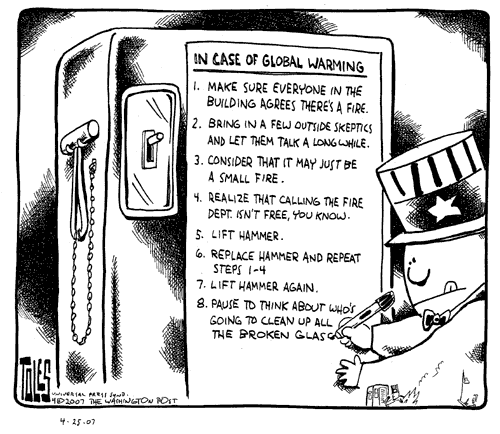 IN CASE OF GLOBAL WARMING
1. MAKE SURE EVERYONE IN THE
BUILDING AGREES THERE'S A FIRE.
2. BRING IN A FEW OUTSIDE SKEPTICS
AND LET THEM TALK A LONG WHILE.
3. CONSIDER THAT IT MAY JUST BE
A SMALL FIRE.
4. REALIZE THAT CALLING THE FIRE
DEPT. ISN'T FREE, YOU KNOW.
5. LIFT HAMMER.
6. REPLACE HAMMER AND REPEAT
STEPS 1-4
7. LIFT HAMMER AGAIN.
8. PAUSE TO THINK ABOUT WHO'S
GOING TO CLEAN UP ALL
THE BROKEN GLASS
TOLES
UNIVERSAL PRESS SYND.
©2007 THE WASHINGTON POST
4-25-07